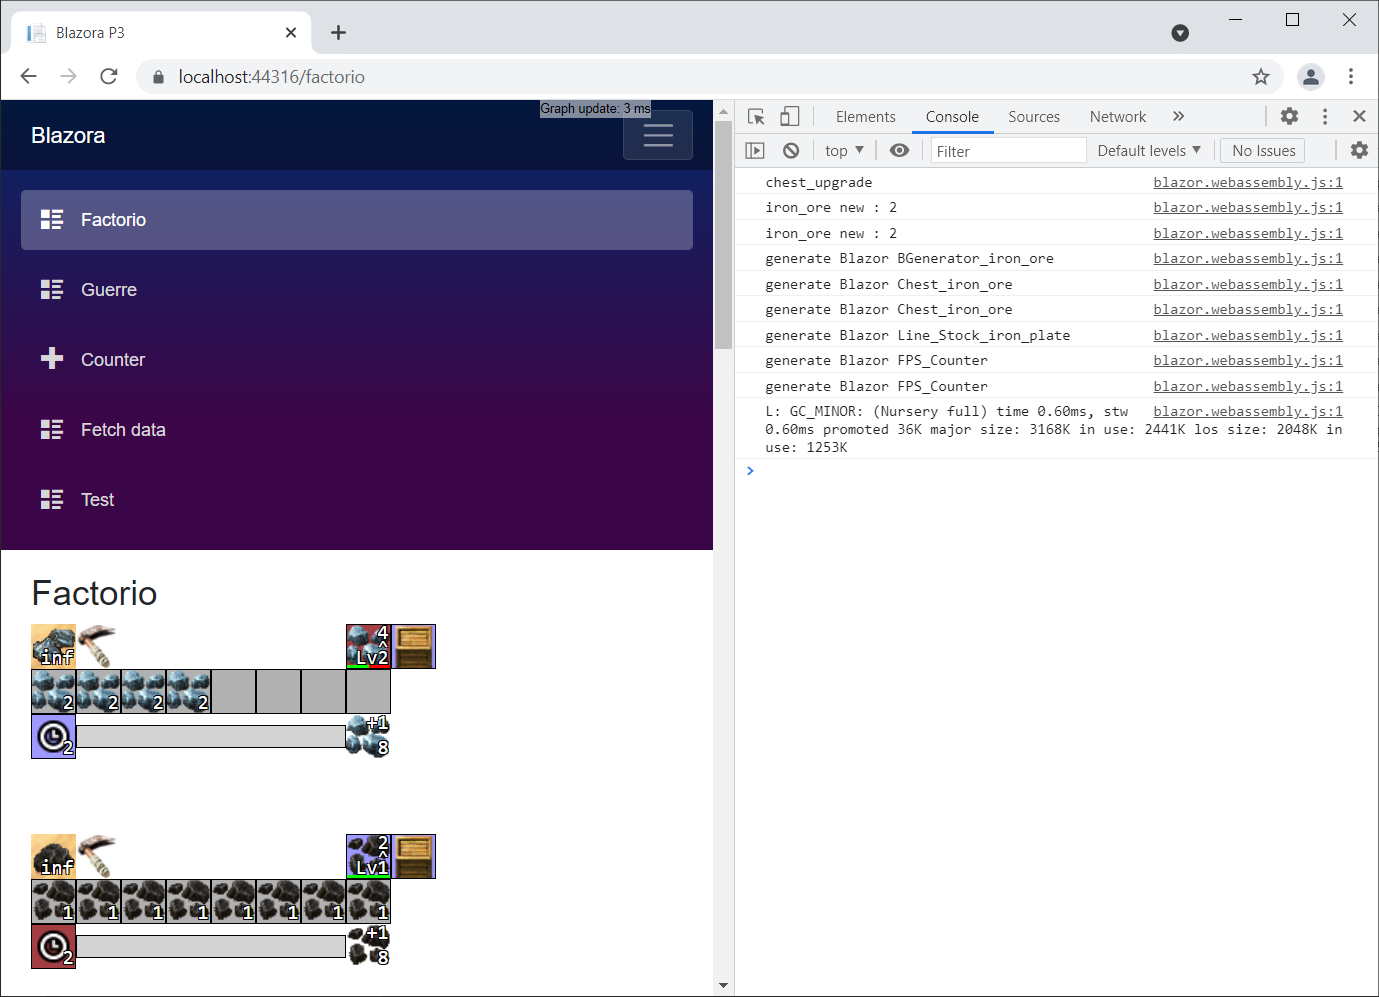 Blazora P3
localhost:44316/factorio
Graph update: 3 ms
Blazora
Factorio
Guerre
Counter
Fetch data
Test
Factorio
inf
4
^
Lv2
2 2 2 2
2
+1
8
inf
2
^
Lv1
1 1 1 1 1 1 1 1
2
+1
8
Elements Console Sources Network »
top Filter Default levels No Issues
chest_upgrade blazor.webassembly.js:1
iron_ore new : 2 blazor.webassembly.js:1
iron_ore new : 2 blazor.webassembly.js:1
generate Blazor BGenerator_iron_ore blazor.webassembly.js:1
generate Blazor Chest_iron_ore blazor.webassembly.js:1
generate Blazor Chest_iron_ore blazor.webassembly.js:1
generate Blazor Line_Stock_iron_plate blazor.webassembly.js:1
generate Blazor FPS_Counter blazor.webassembly.js:1
generate Blazor FPS_Counter blazor.webassembly.js:1
L: GC_MINOR: (Nursery full) time 0.60ms, stw blazor.webassembly.js:1
0.60ms promoted 36K major size: 3168K in use: 2441K los size: 2048K in
use: 1253K